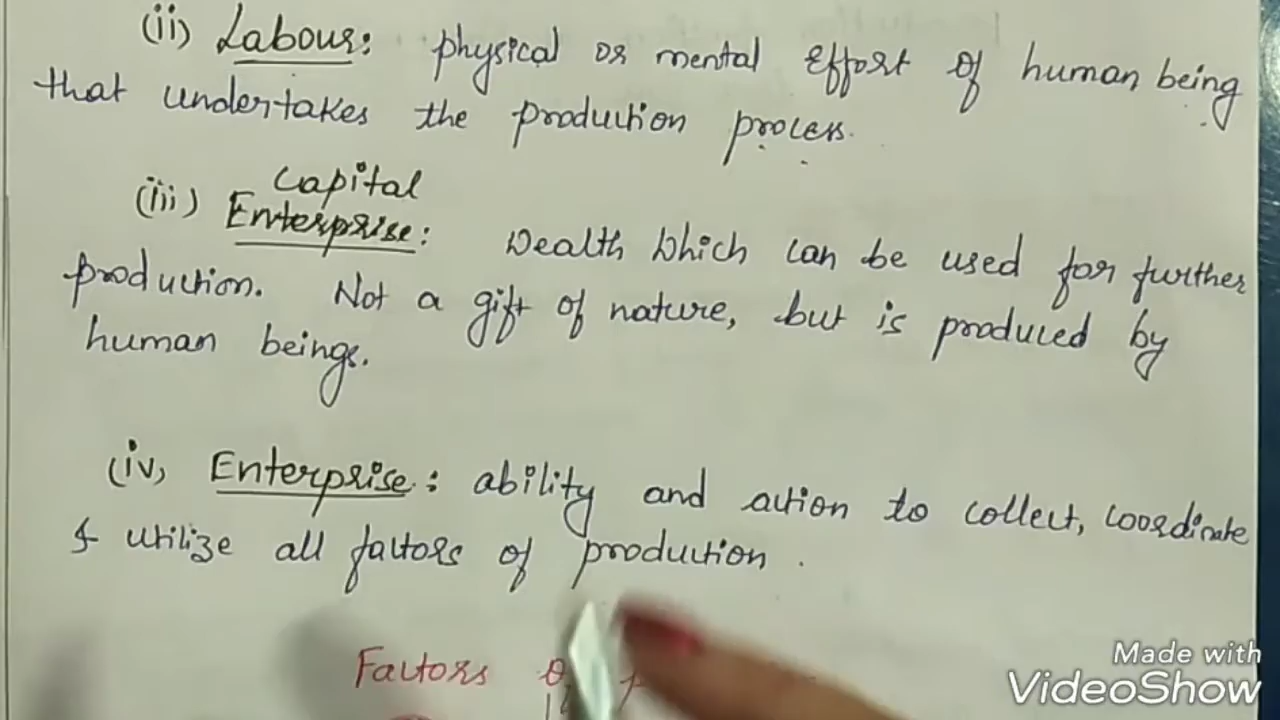 (ii) Labour: physical or mental effort of human being
that undertakes the production process.
Capital
(iii) Enterprise: Wealth which can be used for further
production. Not a gift of nature, but is produced by
human beings.
(iv) Enterprise: ability and action to collect, coordinate
& utilize all factors of production.
Factors
Made with
VideoShow